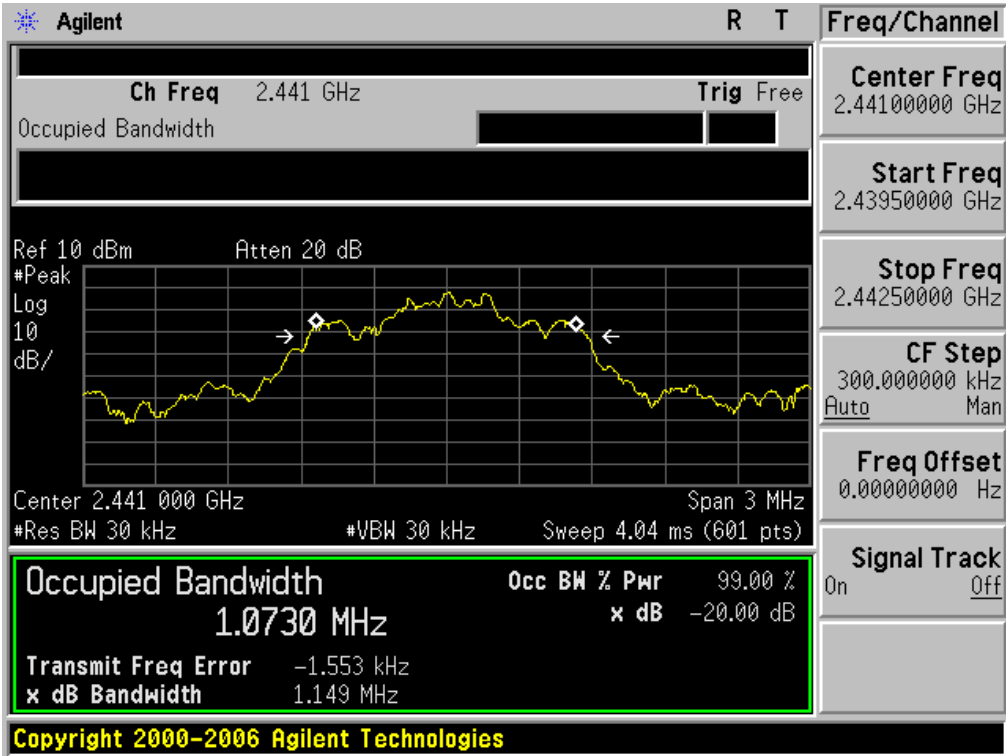 Agilent R T
Freq/Channel
Ch Freq 2.441 GHz Trig Free
Occupied Bandwidth
Center Freq
2.44100000 GHz
Start Freq
2.43950000 GHz
Stop Freq
2.44250000 GHz
CF Step
300.000000 kHz
Auto Man
Freq Offset
0.00000000 Hz
Signal Track
On Off
Ref 10 dBm Atten 20 dB
#Peak
Log
10
dB/
Center 2.441 000 GHz Span 3 MHz
#Res BW 30 kHz #VBW 30 kHz Sweep 4.04 ms (601 pts)
Occupied Bandwidth Occ BW % Pwr 99.00 %
1.0730 MHz x dB -20.00 dB
Transmit Freq Error -1.553 kHz
x dB Bandwidth 1.149 MHz
Copyright 2000-2006 Agilent Technologies